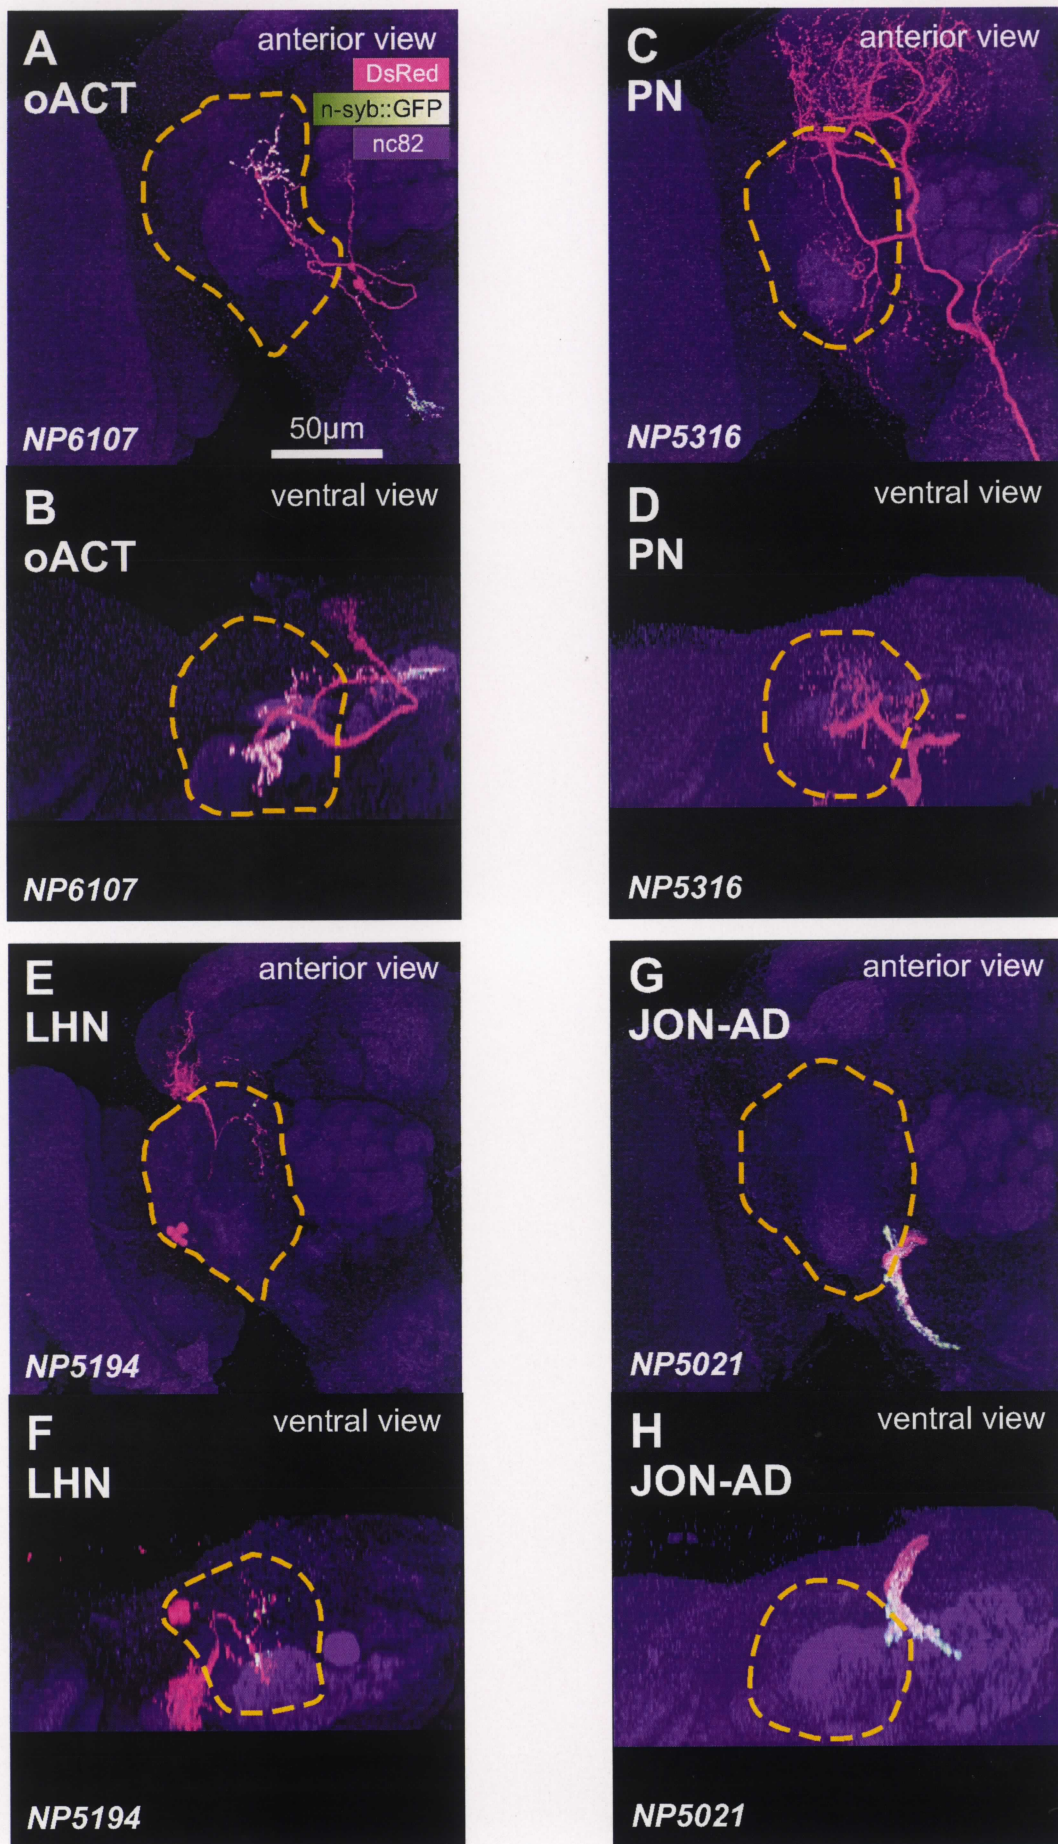 A
anterior view
oACT
DsRed
n-syb::GFP
nc82
NP6107
50µm
B
ventral view
oACT
NP6107
C
anterior view
PN
NP5316
D
ventral view
PN
NP5316
E
anterior view
LHN
NP5194
F
ventral view
LHN
NP5194
G
anterior view
JON-AD
NP5021
H
ventral view
JON-AD
NP5021